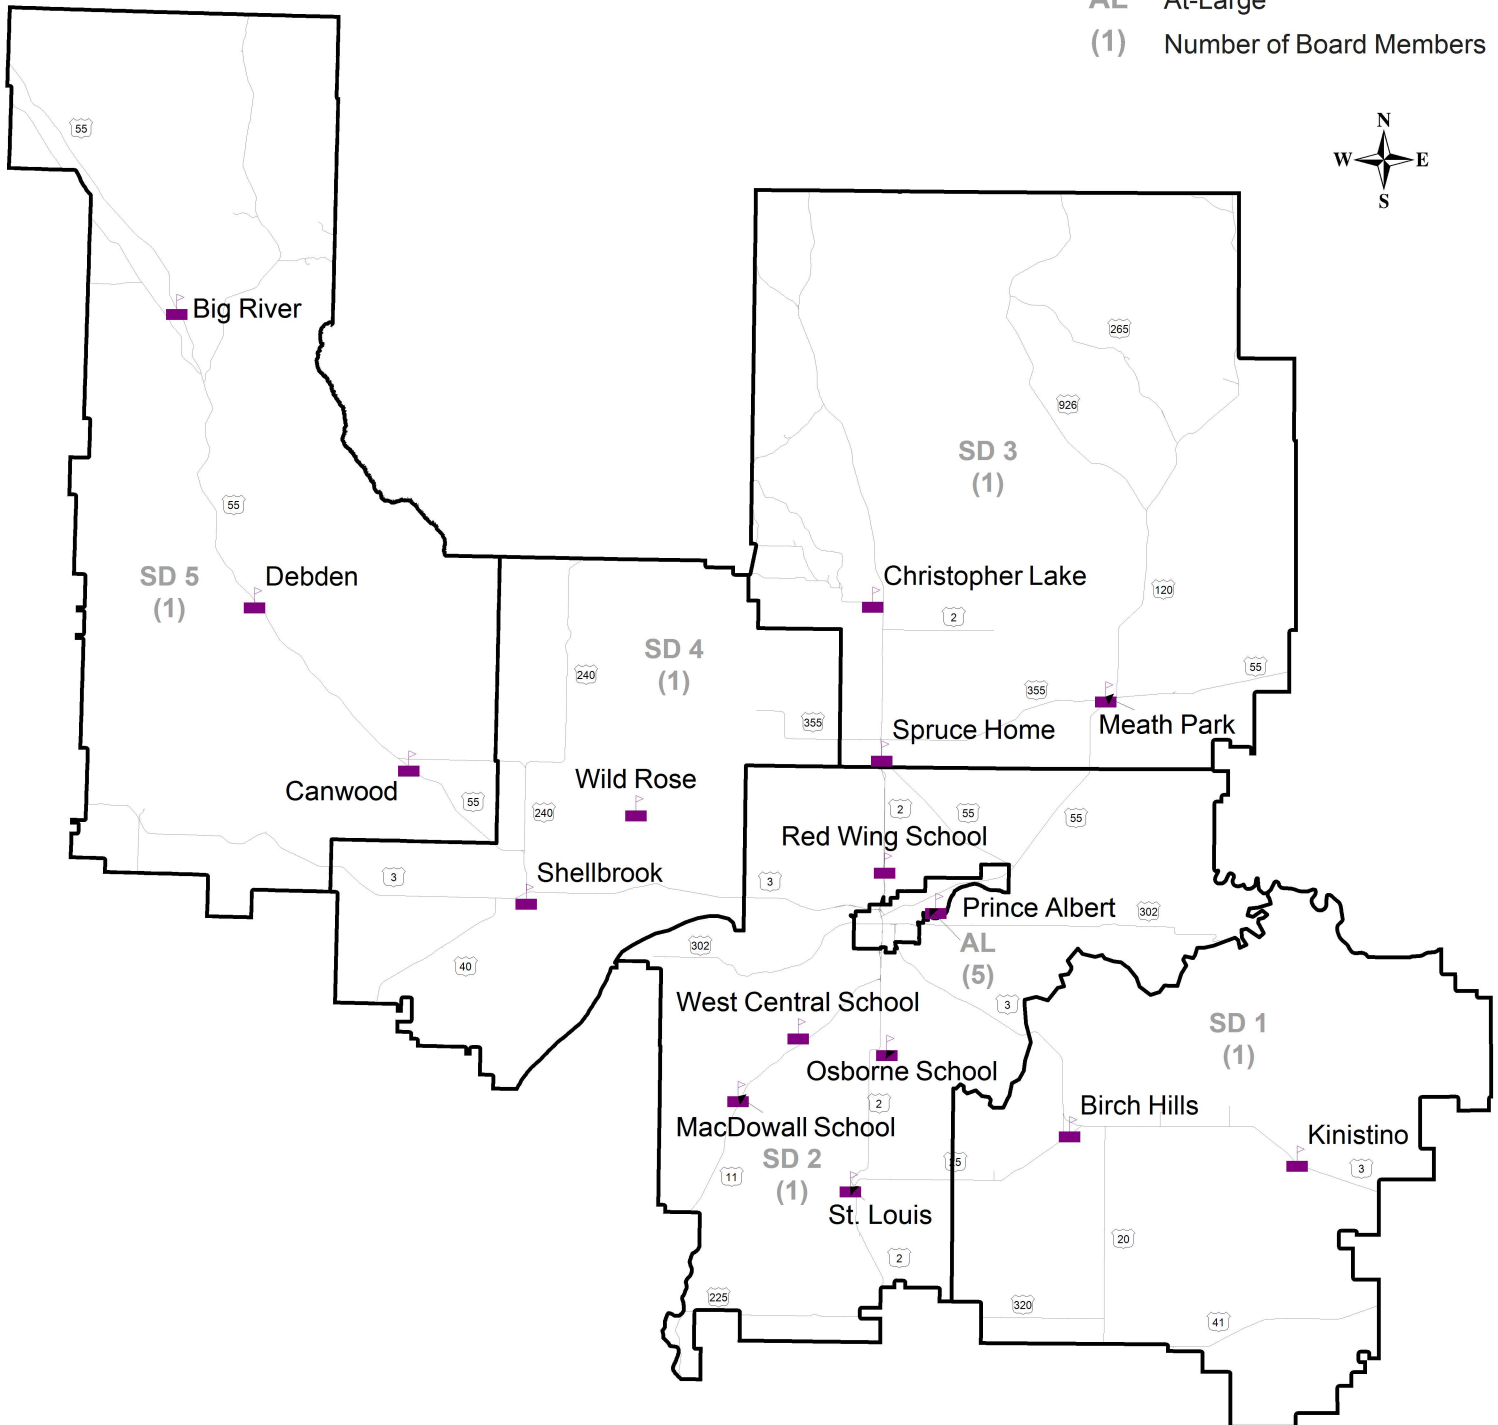 AL At-Large
(1) Number of Board Members
N
W E
S
55
Big River
265
926
SD 3
(1)
55
SD 5
(1)
Debden
Christopher Lake
120
2
SD 4
(1)
240
55
355
355
Spruce Home
Meath Park
Canwood
Wild Rose
55
240
2
55
55
Red Wing School
Shellbrook
3
3
Prince Albert
302
AL
(5)
302
40
3
West Central School
SD 1
(1)
Osborne School
2
MacDowall School
Birch Hills
Kinistino
SD 2
(1)
11
25
3
St. Louis
20
2
225
320
41